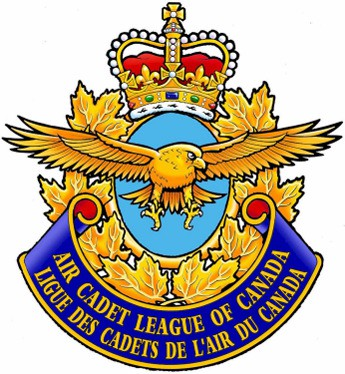 AIR CADET LEAGUE OF CANADA
LIGUE DES CADETS DE L'AIR DU CANADA